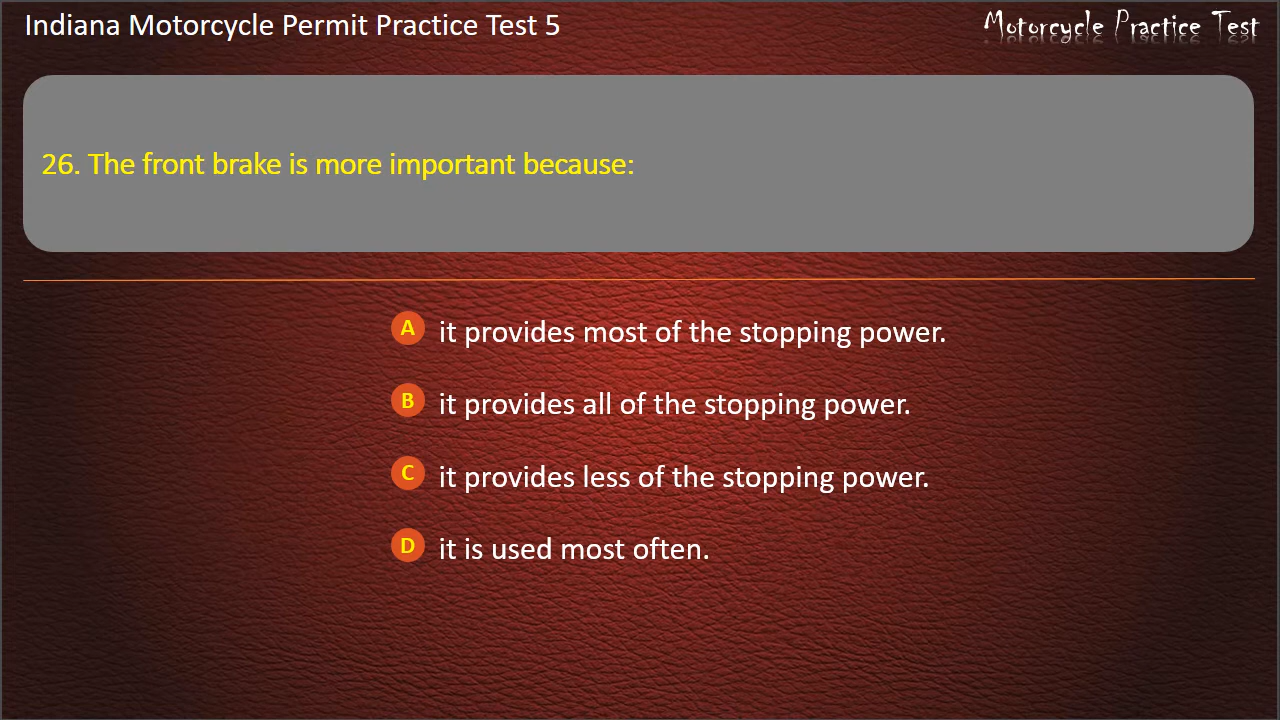 Indiana Motorcycle Permit Practice Test 5
Motorcycle Practice Test
26. The front brake is more important because:
A it provides most of the stopping power.
B it provides all of the stopping power.
C it provides less of the stopping power.
D it is used most often.